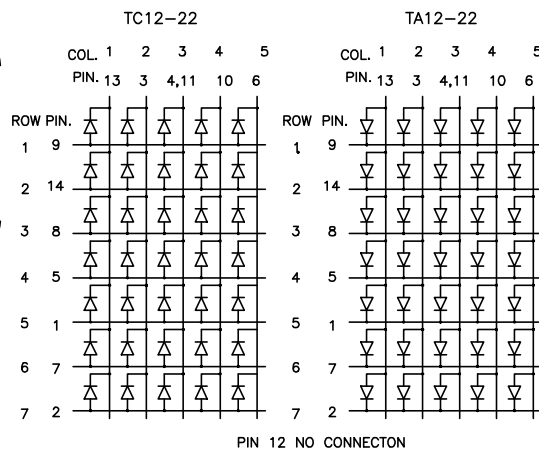 TC12-22 TA12-22
COL. 1 2 3 4 5 COL. 1 2 3 4 5
PIN. 13 3 4,11 10 6 PIN. 13 3 4,11 10 6
ROW PIN. ROW PIN.
1 9 1 9
2 14 2 14
3 8 3 8
4 5 4 5
5 1 5 1
6 7 6 7
7 2 7 2
PIN 12 NO CONNECTON